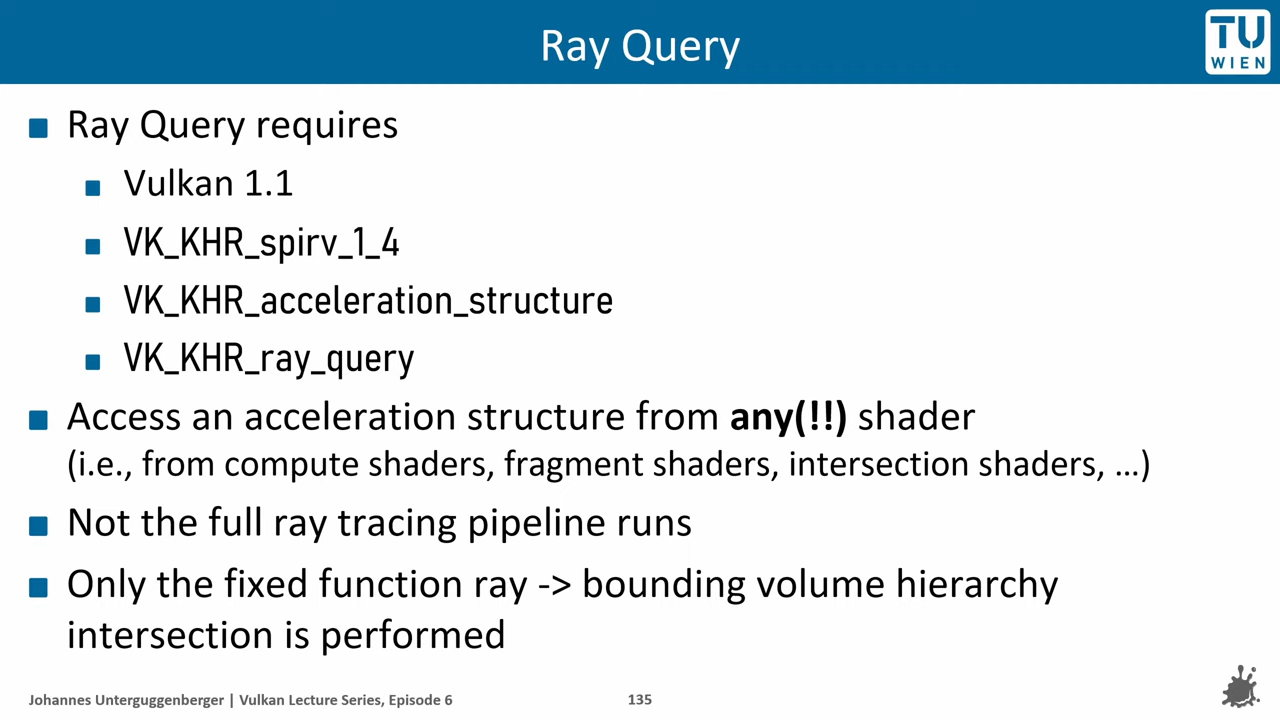 Ray Query
TU
WIEN
Ray Query requires
Vulkan 1.1
VK_KHR_spirv_1_4
VK_KHR_acceleration_structure
VK_KHR_ray_query
Access an acceleration structure from any(!!) shader
(i.e., from compute shaders, fragment shaders, intersection shaders, …)
Not the full ray tracing pipeline runs
Only the fixed function ray -> bounding volume hierarchy
intersection is performed
Johannes Unterguggenberger | Vulkan Lecture Series, Episode 6
135